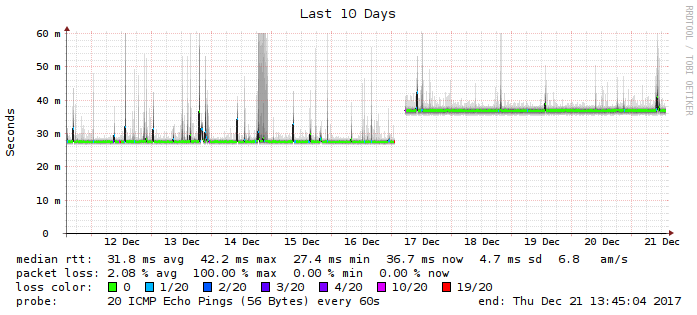 Last 10 Days
RRDTOOL / TOBI OETIKER
Seconds
60 m
50 m
40 m
30 m
20 m
10 m
0
12 Dec 13 Dec 14 Dec 15 Dec 16 Dec 17 Dec 18 Dec 19 Dec 20 Dec 21 Dec
median rtt: 31.8 ms avg 42.2 ms max 27.4 ms min 36.7 ms now 4.7 ms sd 6.8 am/s
packet loss: 2.08 % avg 100.00 % max 0.00 % min 0.00 % now
loss color: 0 1/20 2/20 3/20 4/20 10/20 19/20
probe: 20 ICMP Echo Pings (56 Bytes) every 60s end: Thu Dec 21 13:45:04 2017